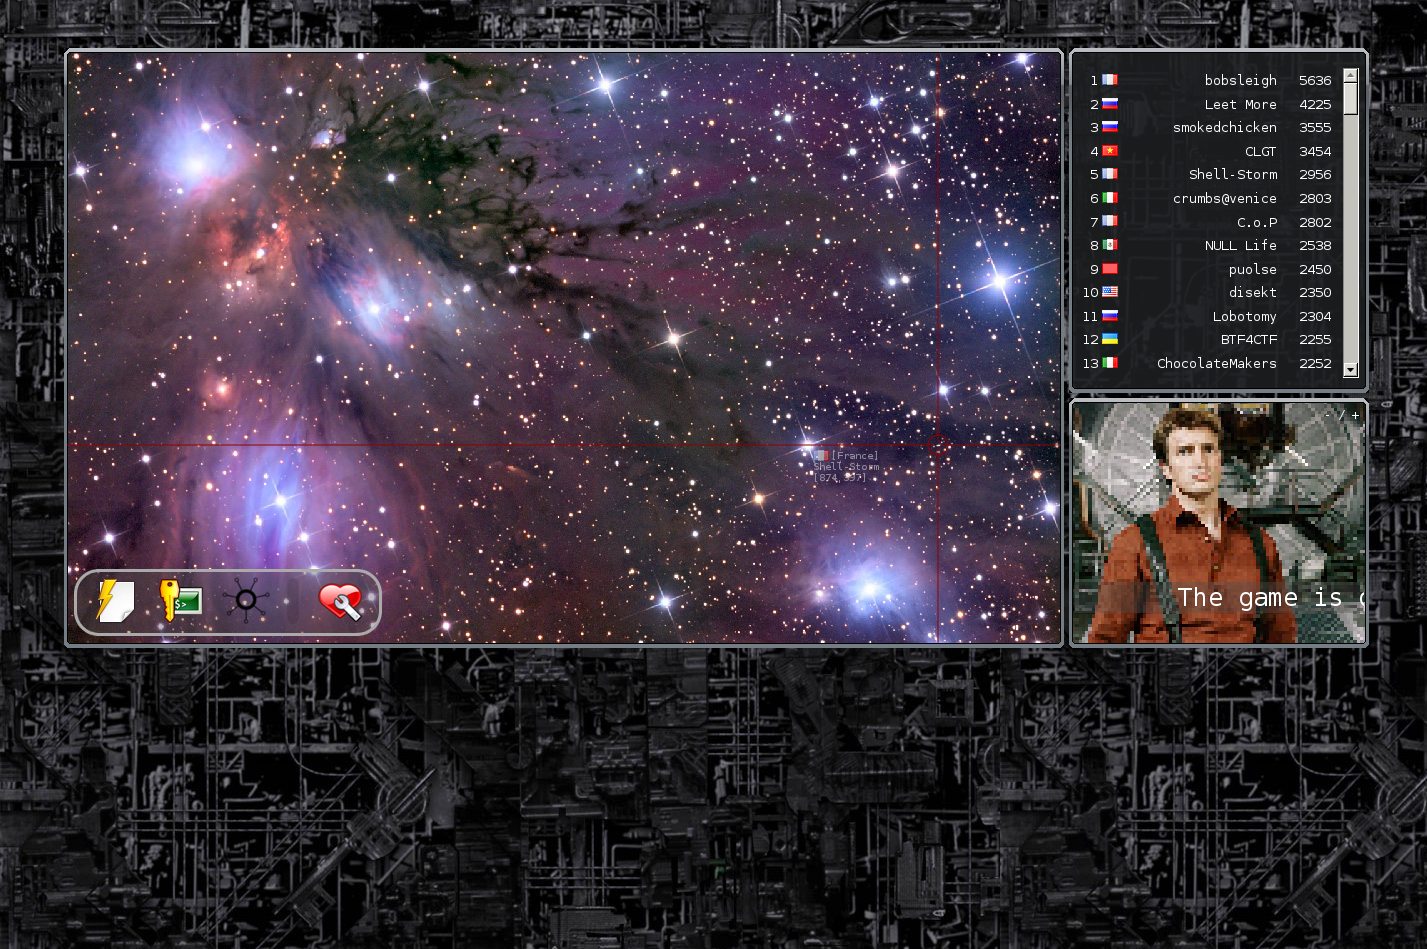 1 bobsleigh 5636
2 Leet More 4225
3 smokedchicken 3555
4 CLGT 3454
5 Shell-Storm 2956
6 crumbs@venice 2803
7 C.o.P 2802
8 NULL Life 2538
9 puolse 2450
10 disekt 2350
11 Lobotomy 2304
12 BTF4CTF 2255
13 ChocolateMakers 2252
- / +
[France]
Shell-Storm
$>
The game is